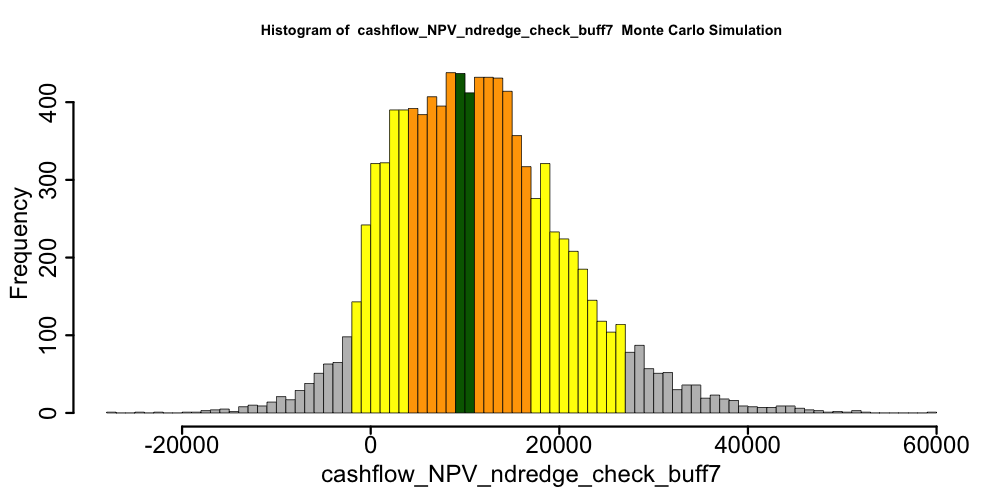 Histogram of  cashflow_NPV_ndredge_check_buff7  Monte Carlo Simulation
Frequency
400
300
200
100
0
-20000 0 20000 40000 60000
cashflow_NPV_ndredge_check_buff7